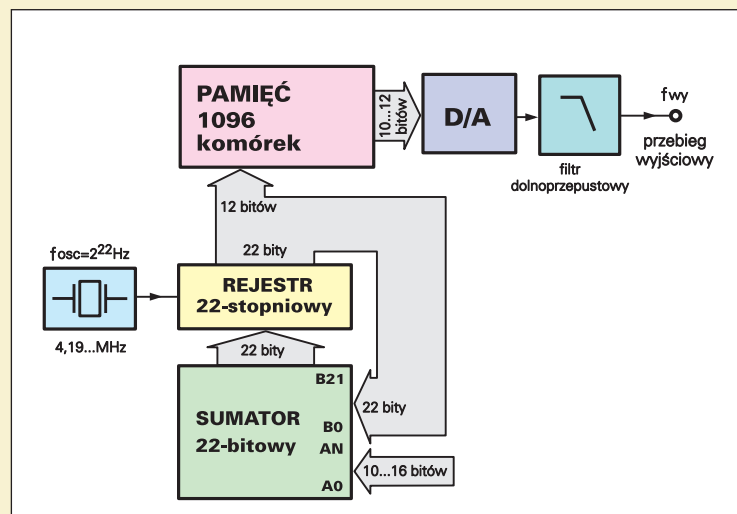 PAMIĘĆ
1096
komórek
10...12
bitów
D/A
fwy
przebieg
wyjściowy
filtr
dolnoprzepustowy
12 bitów
22 bity
fosc=2²²Hz
4,19...MHz
REJESTR
22-stopniowy
22 bity
SUMATOR
22-bitowy
B21
B0
AN
A0
22 bity
10...16 bitów